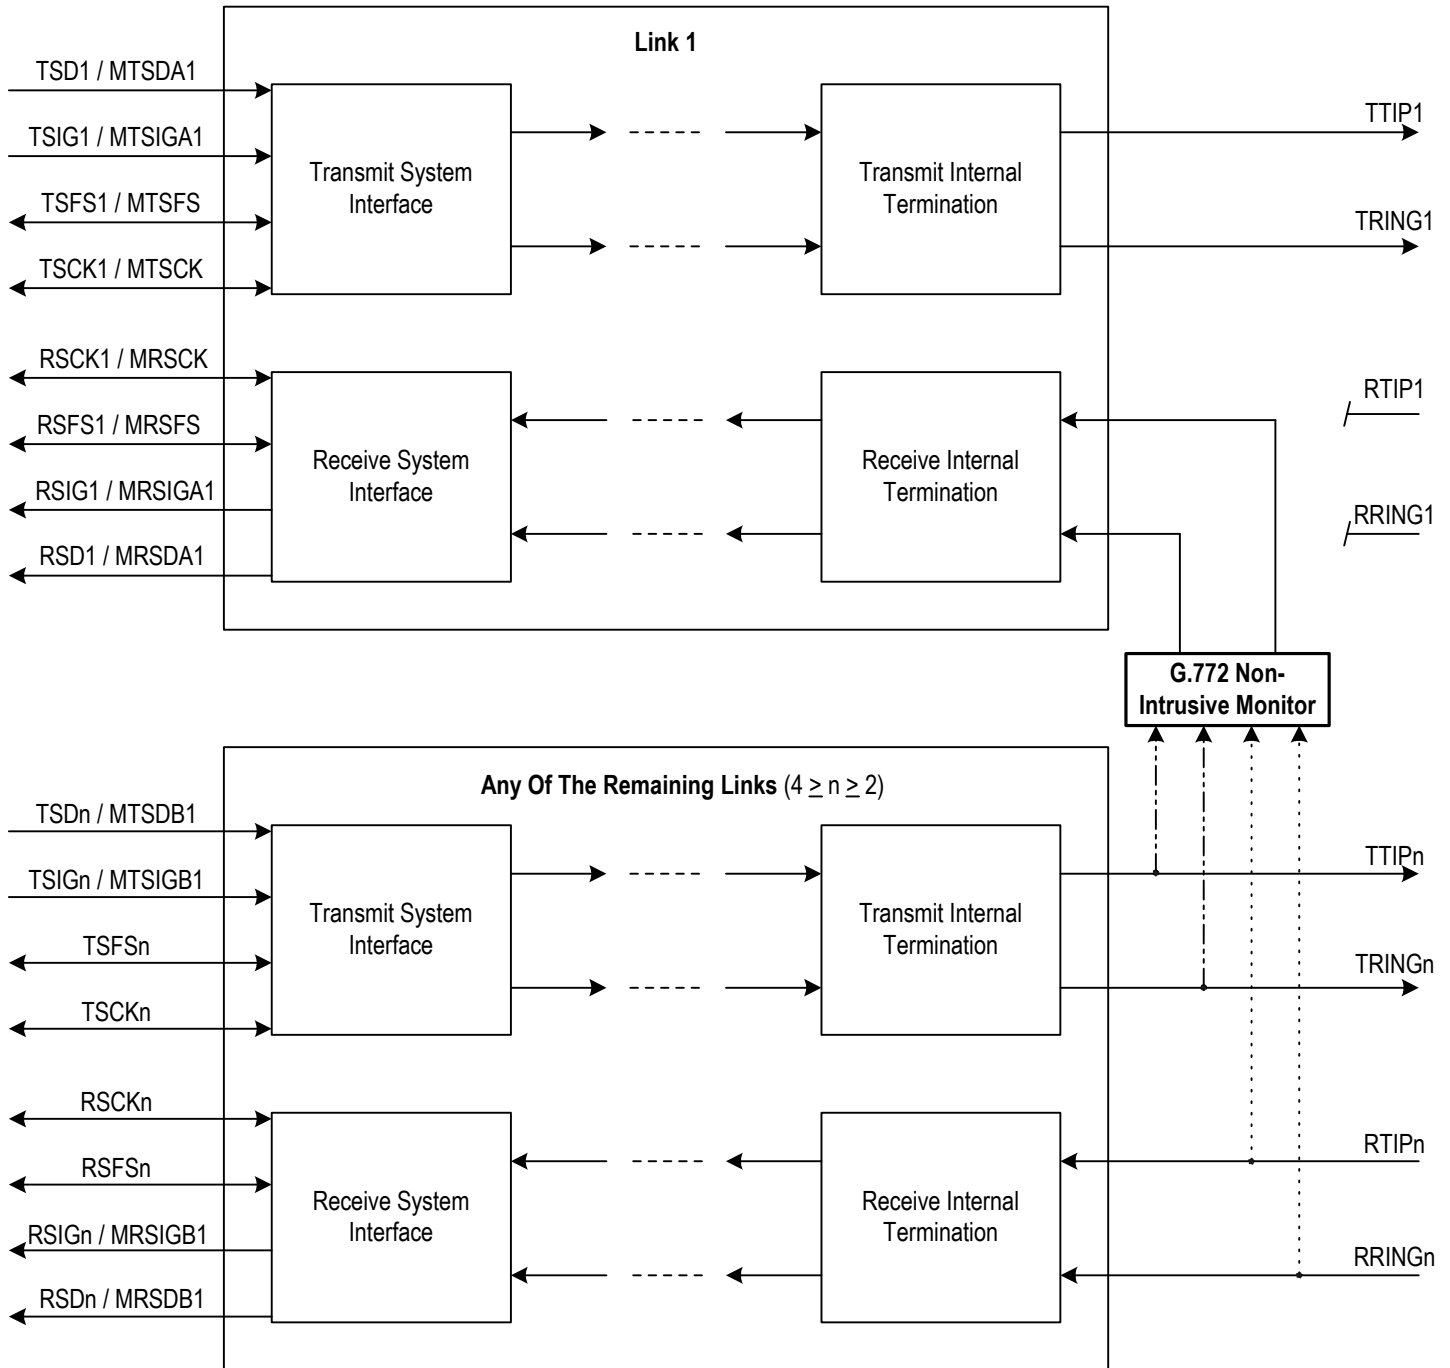 Link 1
TSD1 / MTSDA1
TSIG1 / MTSIGA1
TSFS1 / MTSFS
TSCK1 / MTSCK
Transmit System
Interface
Transmit Internal
Termination
TTIP1
TRING1
RSCK1 / MRSCK
RSFS1 / MRSFS
RSIG1 / MRSIGA1
RSD1 / MRSDA1
Receive System
Interface
Receive Internal
Termination
RTIP1
RRING1
G.772 Non-
Intrusive Monitor
Any Of The Remaining Links (4 ≥ n ≥ 2)
TSDn / MTSDB1
TSIGn / MTSIGB1
TSFSn
TSCKn
Transmit System
Interface
Transmit Internal
Termination
TTIPn
TRINGn
RSCKn
RSFSn
RSIGn / MRSIGB1
RSDn / MRSDB1
Receive System
Interface
Receive Internal
Termination
RTIPn
RRINGn